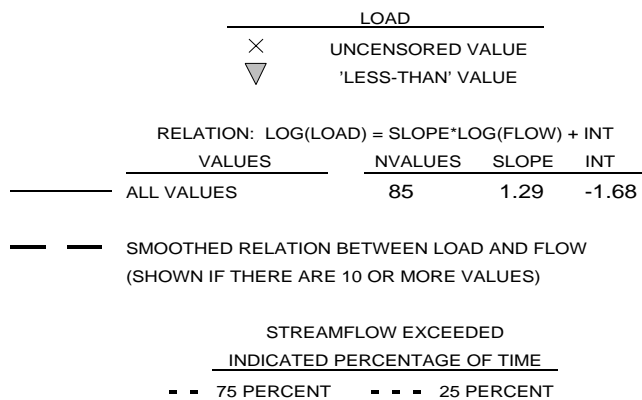 LOAD
UNCENSORED VALUE
'LESS-THAN' VALUE
RELATION: LOG(LOAD) = SLOPE*LOG(FLOW) + INT
VALUES NVALUES SLOPE INT
ALL VALUES 85 1.29 -1.68
SMOOTHED RELATION BETWEEN LOAD AND FLOW
(SHOWN IF THERE ARE 10 OR MORE VALUES)
STREAMFLOW EXCEEDED
INDICATED PERCENTAGE OF TIME
75 PERCENT 25 PERCENT